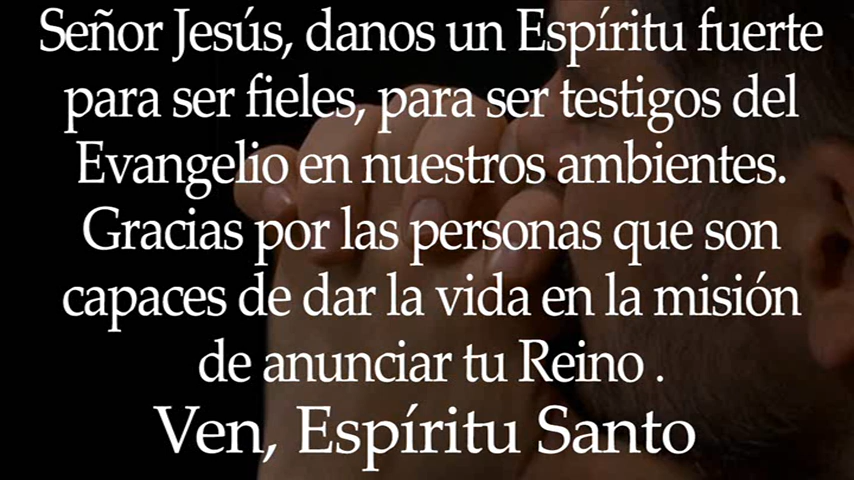 Señor Jesús, danos un Espíritu fuerte
para ser fieles, para ser testigos del
Evangelio en nuestros ambientes.
Gracias por las personas que son
capaces de dar la vida en la misión
de anunciar tu Reino .
Ven, Espíritu Santo